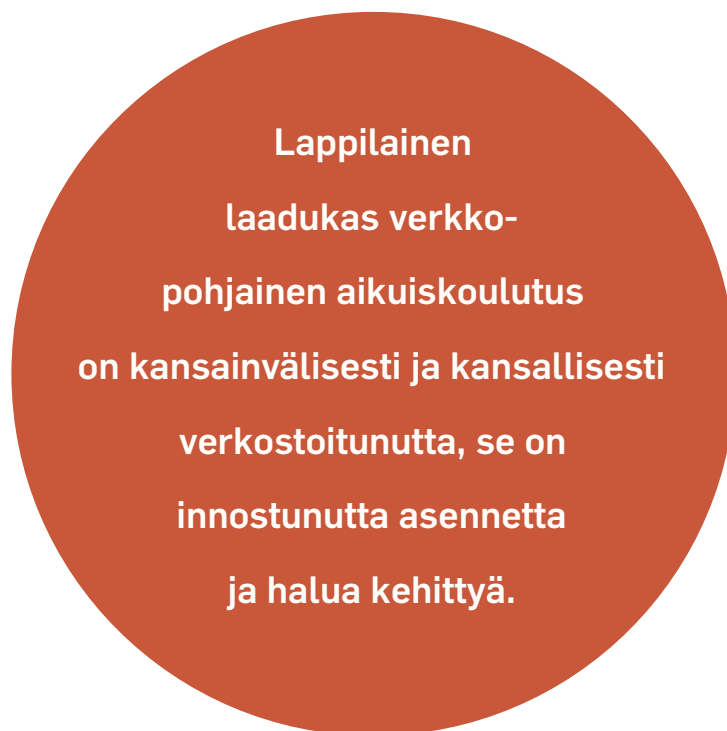 Lappilainen
laadukas verkko-
pohjainen aikuiskoulutus
on kansainvälisesti ja kansallisesti
verkostoitunutta, se on
innostunutta asennetta
ja halua kehittyä.